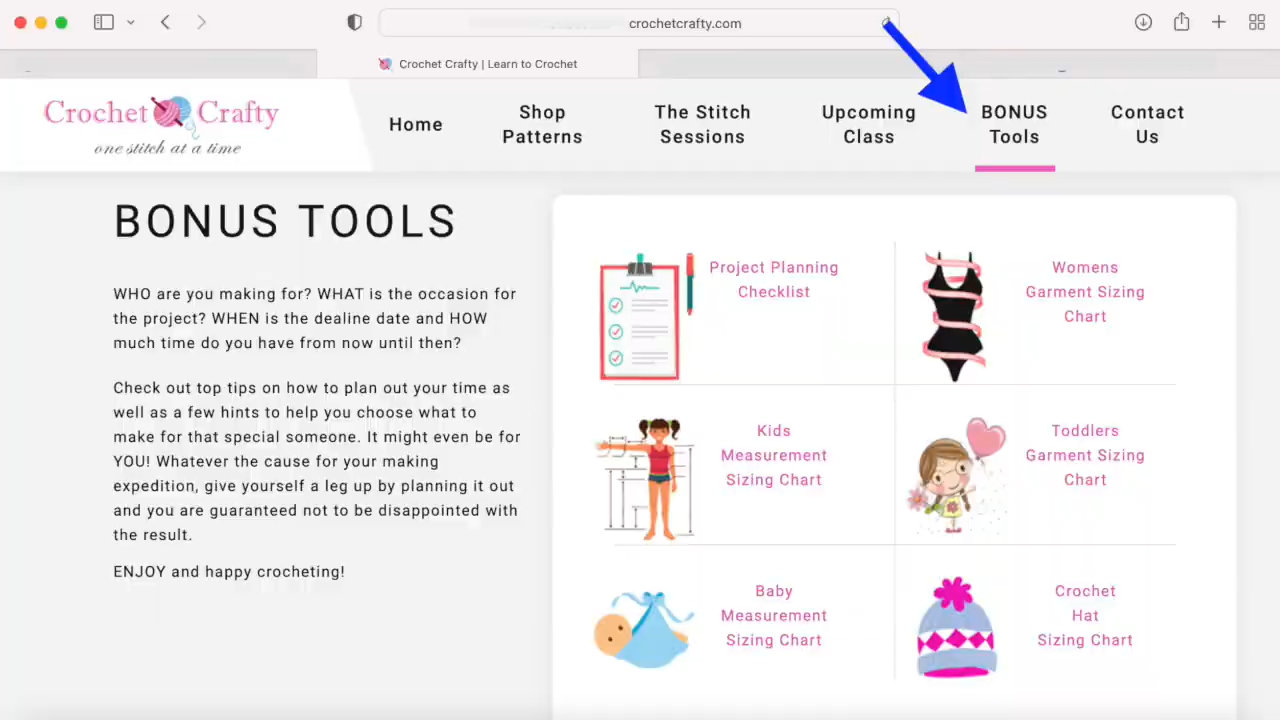 crochetcrafty.com
Crochet Crafty | Learn to Crochet
Crochet Crafty
one stitch at a time
Home
Shop
Patterns
The Stitch
Sessions
Upcoming
Class
BONUS
Tools
Contact
Us
BONUS TOOLS
WHO are you making for? WHAT is the occasion for
the project? WHEN is the dealine date and HOW
much time do you have from now until then?
Check out top tips on how to plan out your time as
well as a few hints to help you choose what to
make for that special someone. It might even be for
YOU! Whatever the cause for your making
expedition, give yourself a leg up by planning it out
and you are guaranteed not to be disappointed with
the result.
ENJOY and happy crocheting!
Project Planning
Checklist
Womens
Garment Sizing
Chart
Kids
Measurement
Sizing Chart
Toddlers
Garment Sizing
Chart
Baby
Measurement
Sizing Chart
Crochet
Hat
Sizing Chart